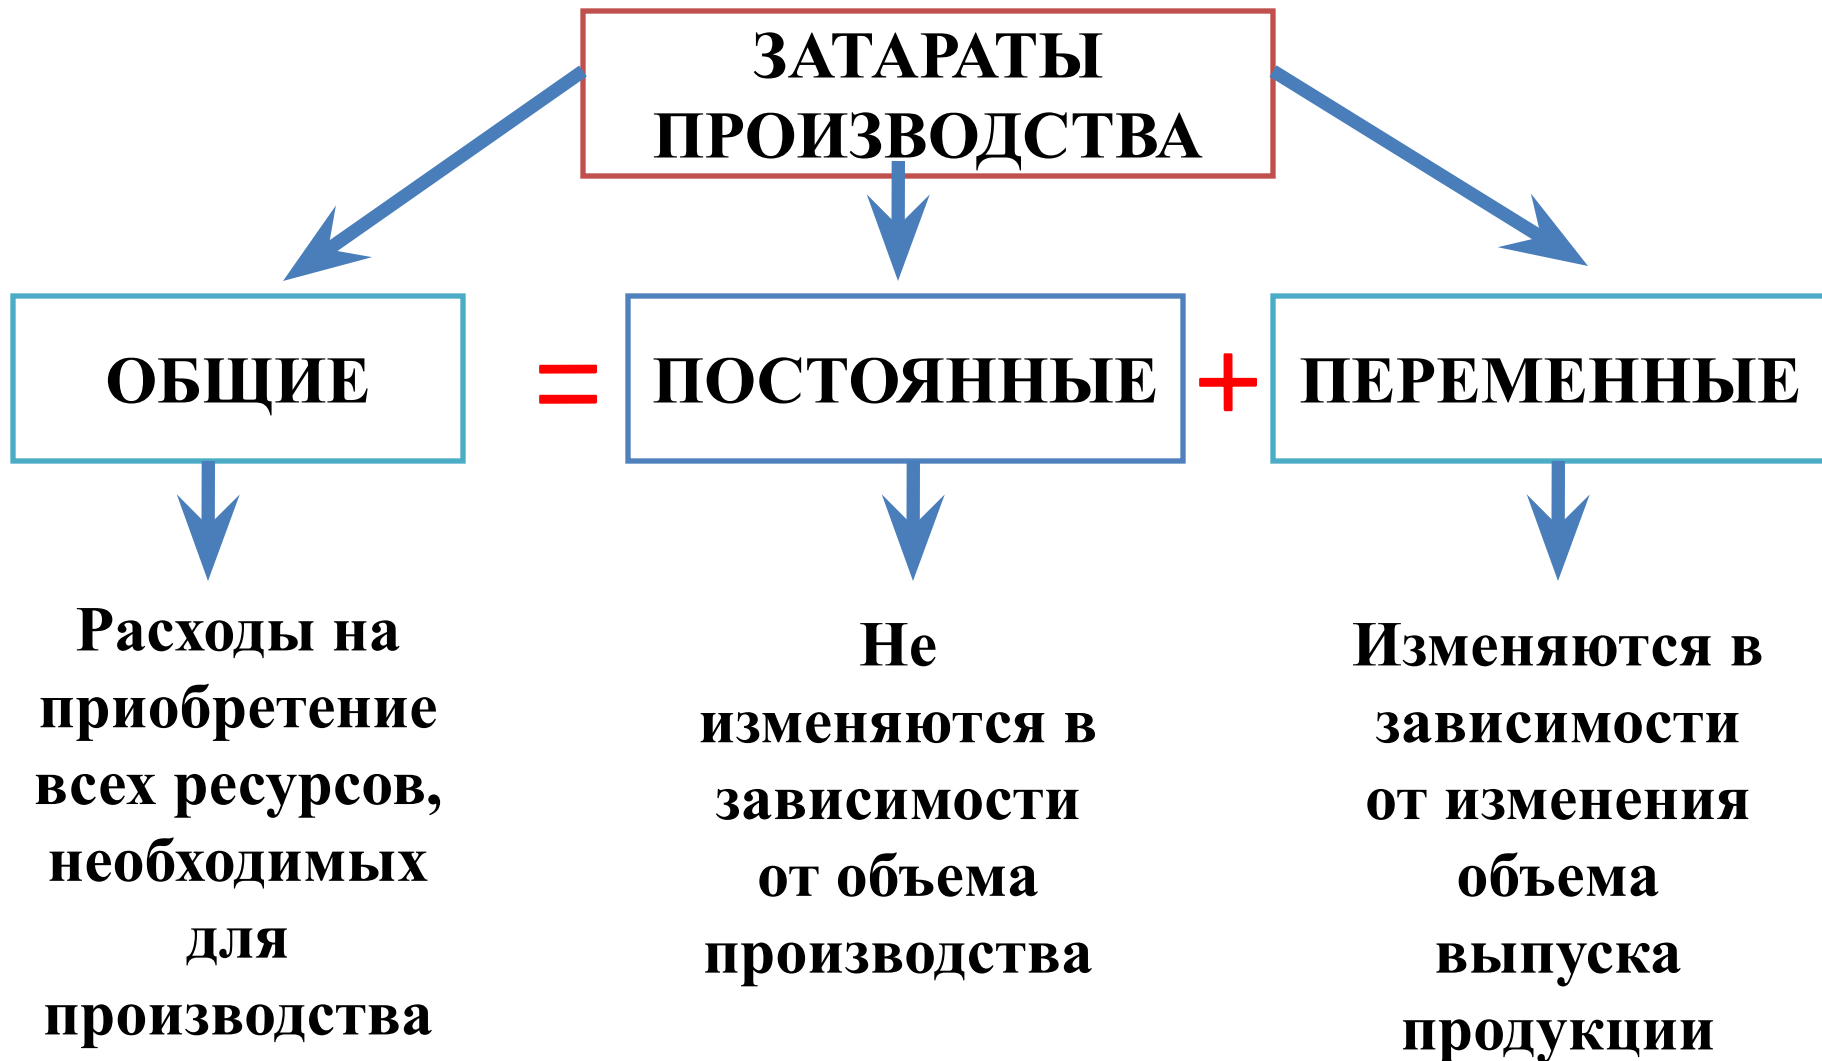 ЗАТАРАТЫ
ПРОИЗВОДСТВА
ОБЩИЕ
=
ПОСТОЯННЫЕ
+
ПЕРЕМЕННЫЕ
Расходы на
приобретение
всех ресурсов,
необходимых
для
производства
Не
изменяются в
зависимости
от объема
производства
Изменяются в
зависимости
от изменения
объема
выпуска
продукции